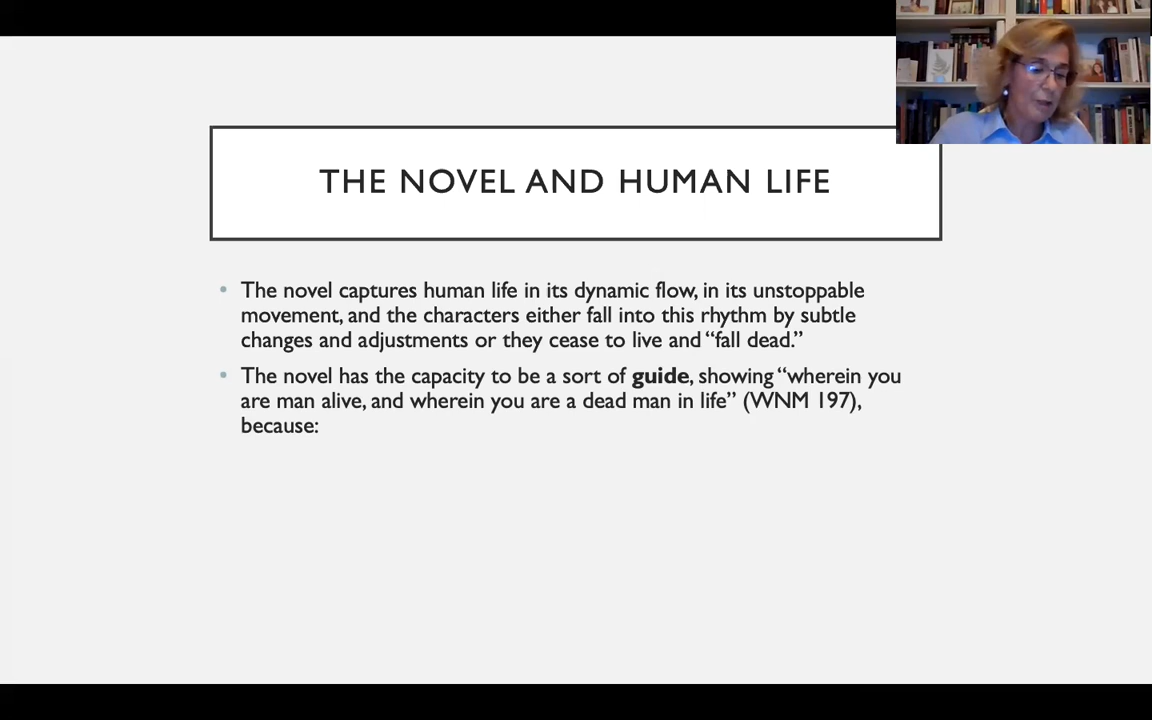 THE NOVEL AND HUMAN LIFE
• The novel captures human life in its dynamic flow, in its unstoppable
movement, and the characters either fall into this rhythm by subtle
changes and adjustments or they cease to live and “fall dead.”
• The novel has the capacity to be a sort of guide, showing “wherein you
are man alive, and wherein you are a dead man in life” (WNM 197),
because: